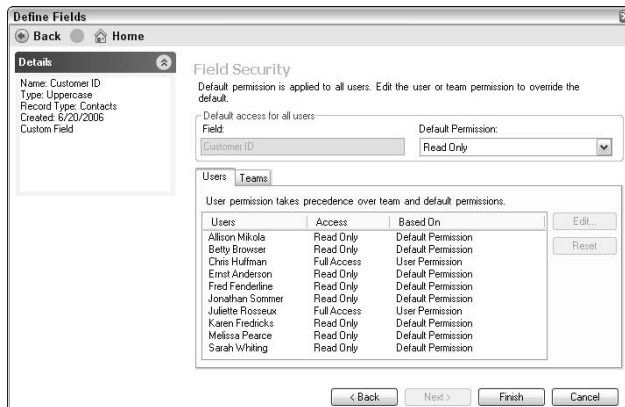 Define Fields
Back Home
Details
Name: Customer ID
Type: Uppercase
Record Type: Contacts
Created: 6/20/2006
Custom Field
Field Security
Default permission is applied to all users. Edit the user or team permission to override the
default.
Default access for all users
Field: Default Permission:
Customer ID Read Only
Users Teams
User permission takes precedence over team and default permissions.
Users Access Based On Edit...
Allison Mikola Read Only Default Permission
Betty Browser Read Only Default Permission Reset
Chris Huffman Full Access User Permission
Ernst Anderson Read Only Default Permission
Fred Fenderline Read Only Default Permission
Jonathan Sommer Read Only Default Permission
Juliette Rosseux Full Access User Permission
Karen Fredricks Read Only Default Permission
Melissa Pearce Read Only Default Permission
Sarah Whiting Read Only Default Permission
< Back Next > Finish Cancel